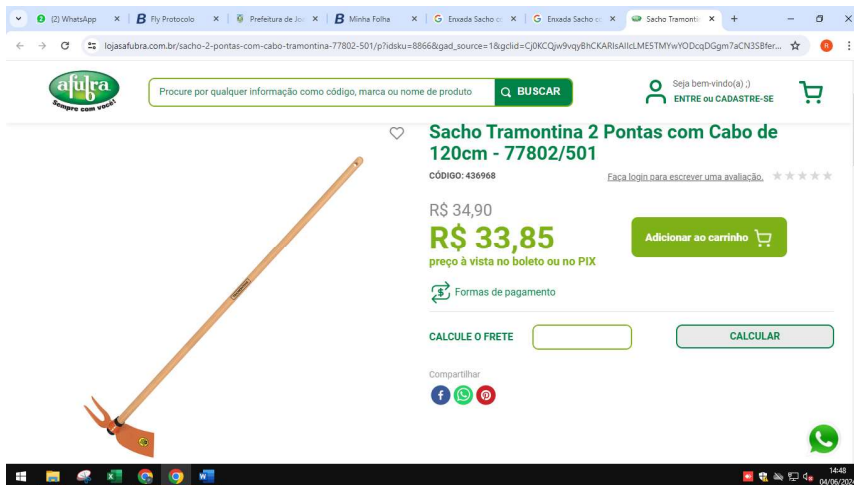 (2) WhatsApp
Fly Protocolo
Prefeitura de Jo
Minha Folha
Enxada Sacho c
Enxada Sacho c
Sacho Tramonti
lojasafubra.com.br/sacho-2-pontas-com-cabo-tramontina-77802-501/p?idsku=8866&gad_source=1&gclid=Cj0KCQjw9vqyBhCKARIsAIIcLME5TMYwYODcqDGgm7aCN3SBfer...
R
afubra
Sempre com você!
Procure por qualquer informação como código, marca ou nome de produto
BUSCAR
Seja bem-vindo(a) ;)
ENTRE ou CADASTRE-SE
Sacho Tramontina 2 Pontas com Cabo de
120cm - 77802/501
CÓDIGO: 436968
Faça login para escrever uma avaliação.
R$ 34,90
R$ 33,85
Adicionar ao carrinho
preço à vista no boleto ou no PIX
Formas de pagamento
CALCULE O FRETE
CALCULAR
Compartilhar
14:48
04/06/2024